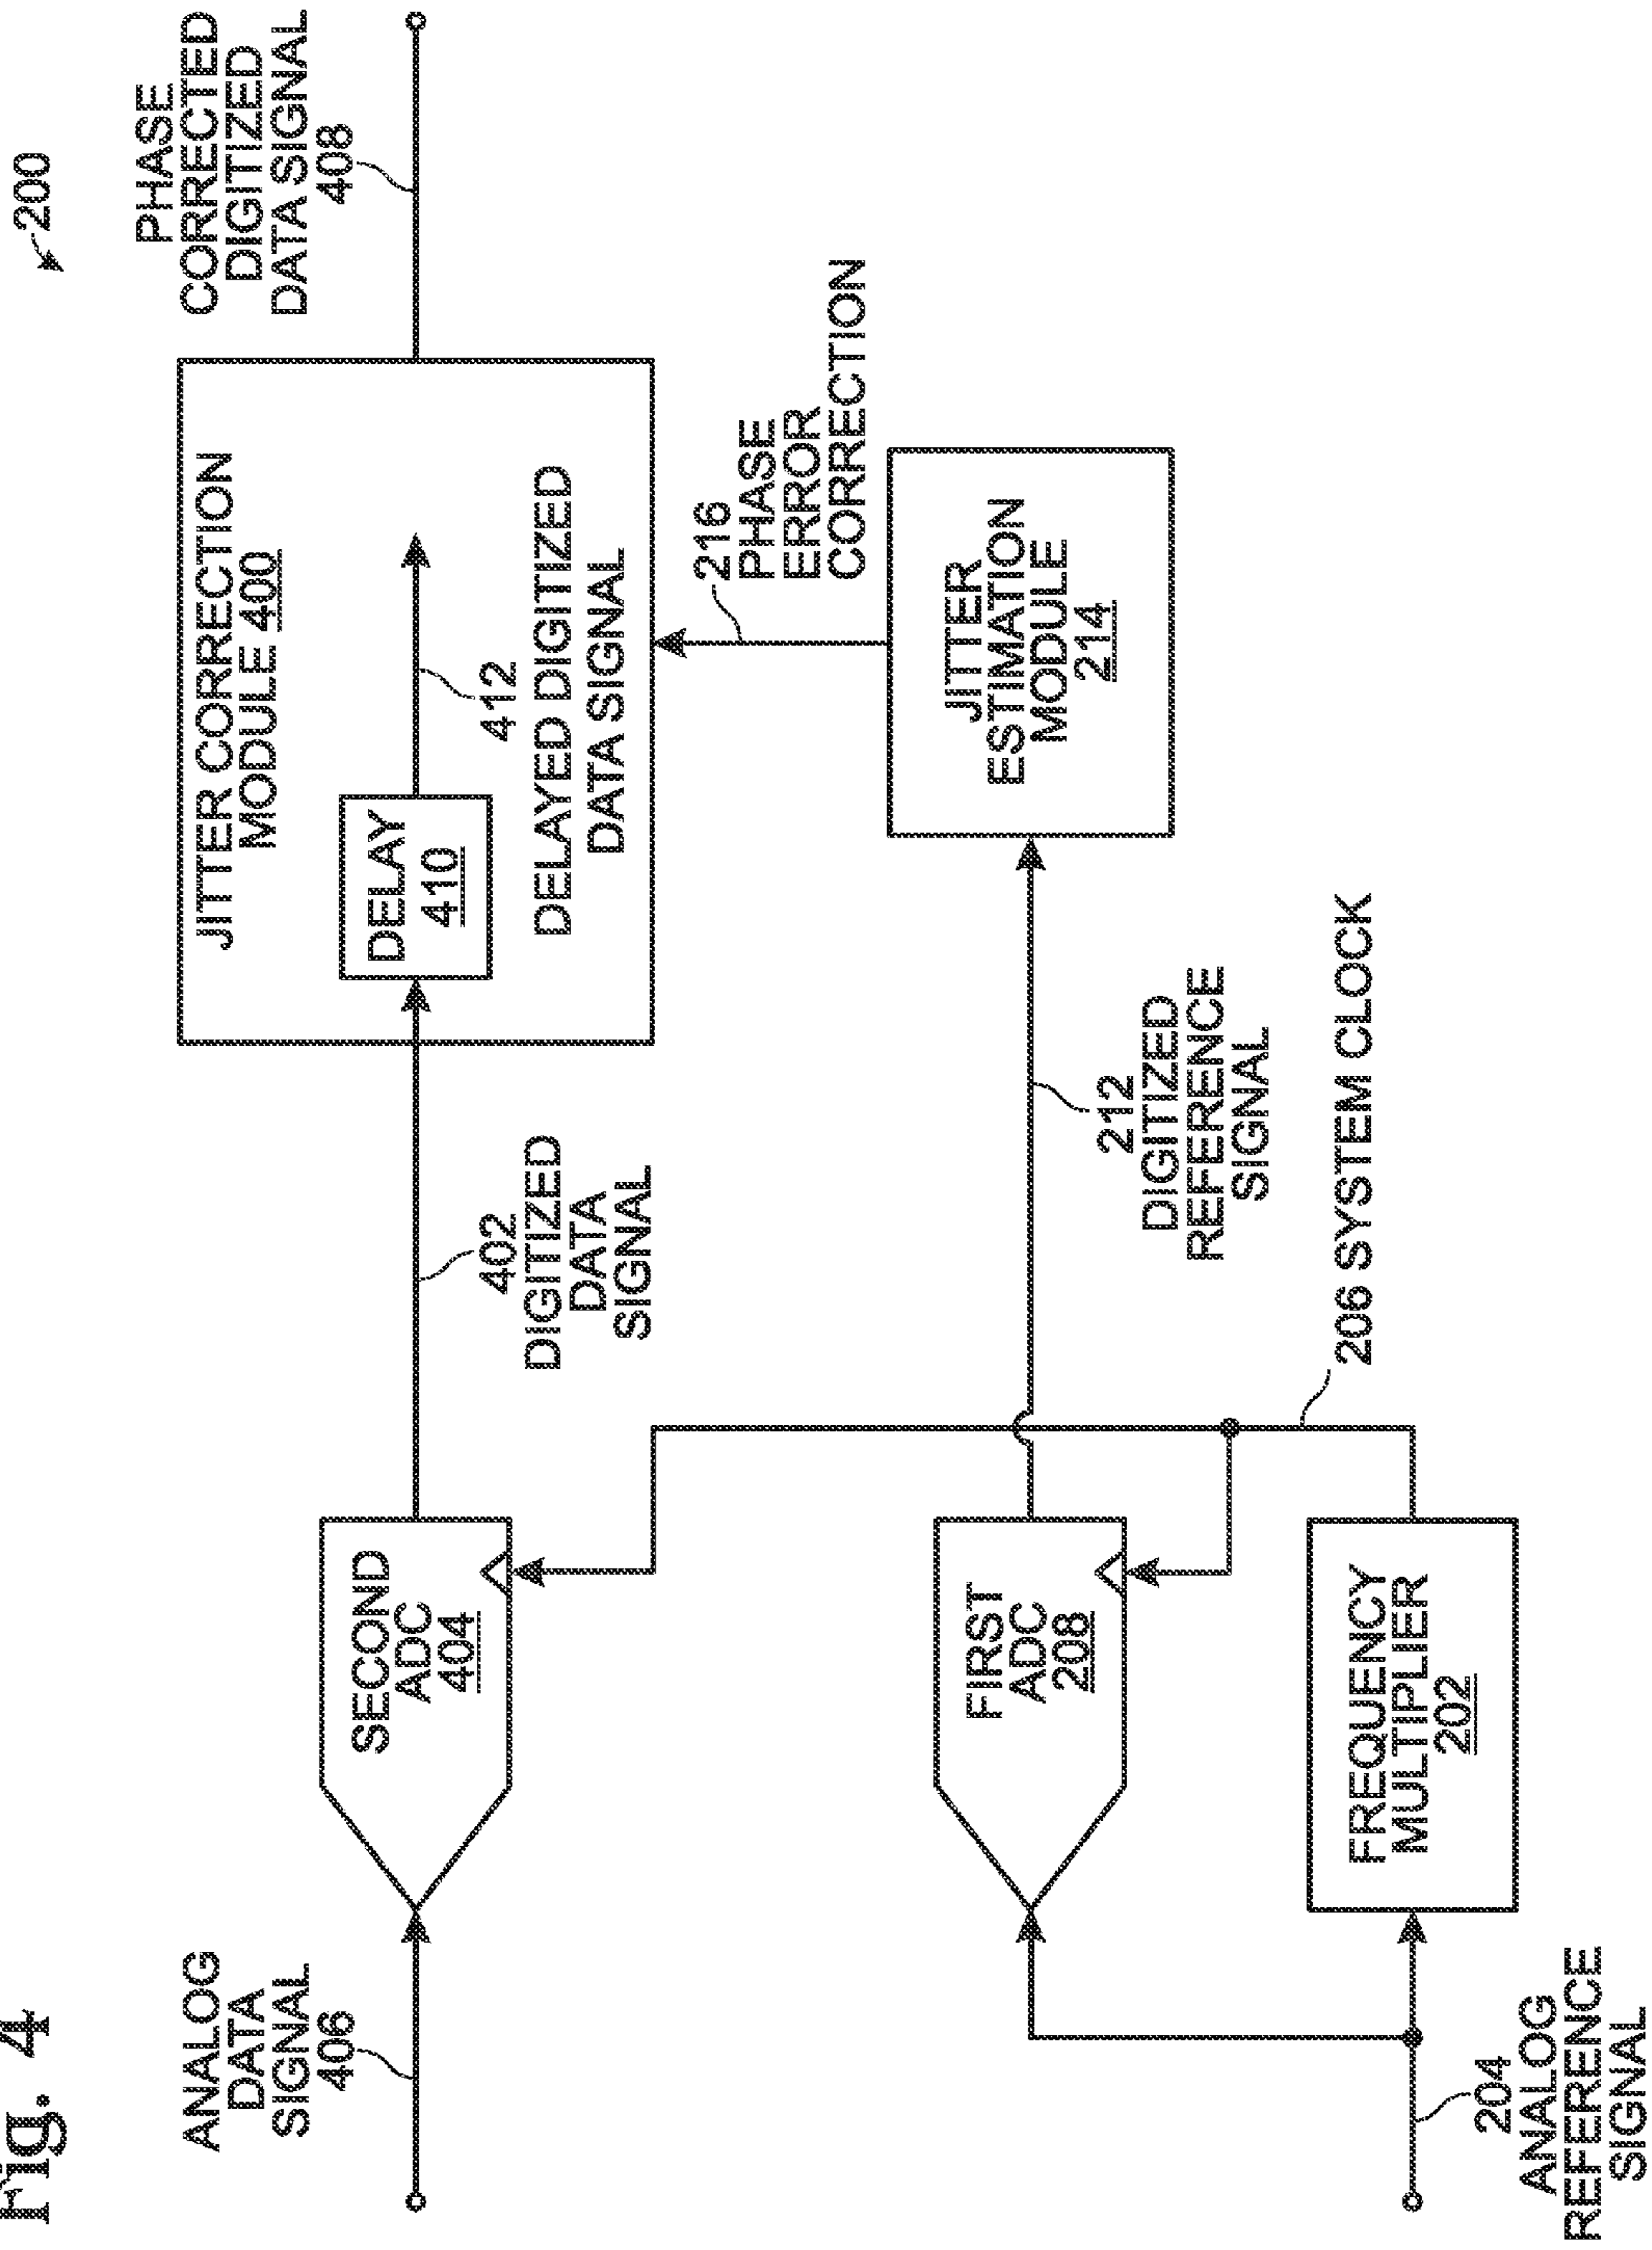 Fig. 4
200
ANALOG
DATA
SIGNAL
406
SECOND
ADC
404
402
DIGITIZED
DATA
SIGNAL
JITTER CORRECTION
MODULE 400
DELAY
410
412
DELAYED DIGITIZED
DATA SIGNAL
PHASE
CORRECTED
DIGITIZED
DATA SIGNAL
408
216
PHASE
ERROR
CORRECTION
FIRST
ADC
208
212
DIGITIZED
REFERENCE
SIGNAL
JITTER
ESTIMATION
MODULE
214
206 SYSTEM CLOCK
FREQUENCY
MULTIPLIER
202
204
ANALOG
REFERENCE
SIGNAL